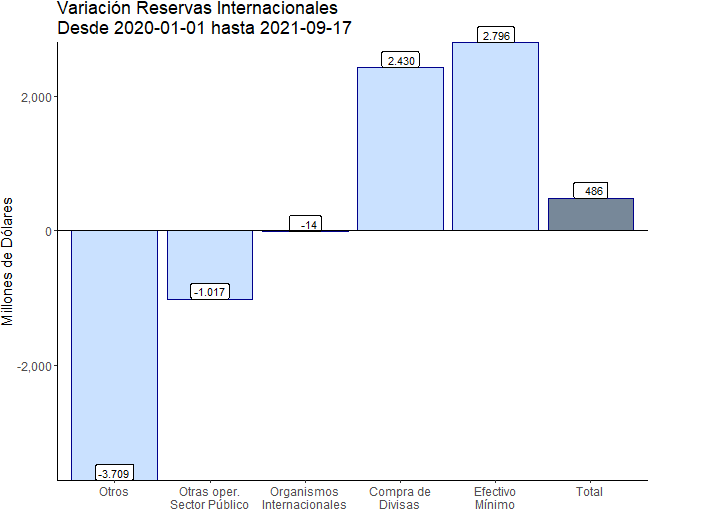 Variación Reservas Internacionales
Desde 2020-01-01 hasta 2021-09-17
Millones de Dólares
2,000
0
-2,000
-3.709
-1.017
-14
2.430
2.796
486
Otros
Otras oper.
Sector Público
Organismos
Internacionales
Compra de
Divisas
Efectivo
Mínimo
Total